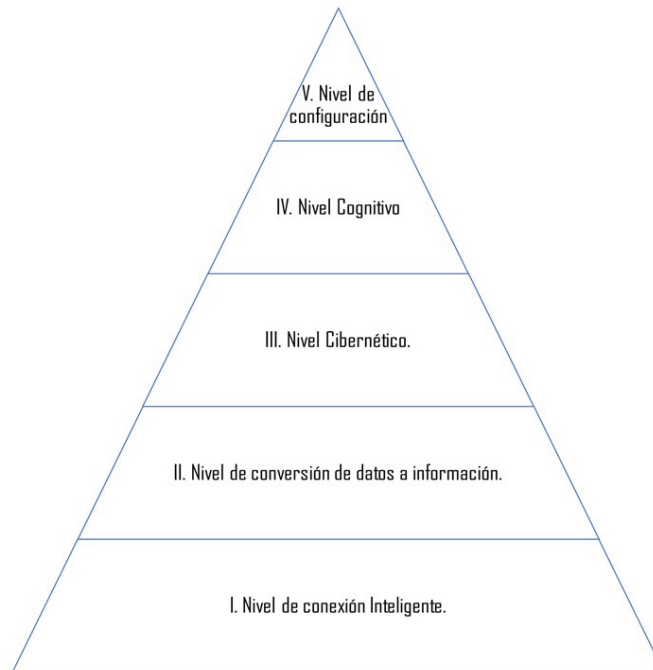 V. Nivel de
configuración
IV. Nivel Cognitivo
III. Nivel Cibernético.
II. Nivel de conversión de datos a información.
I. Nivel de conexión Inteligente.